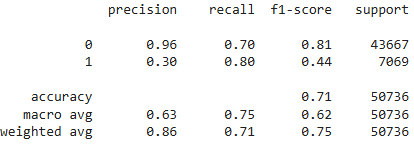 precision recall f1-score support
0 0.96 0.70 0.81 43667
1 0.30 0.80 0.44 7069
accuracy 0.71 50736
macro avg 0.63 0.75 0.62 50736
weighted avg 0.86 0.71 0.75 50736